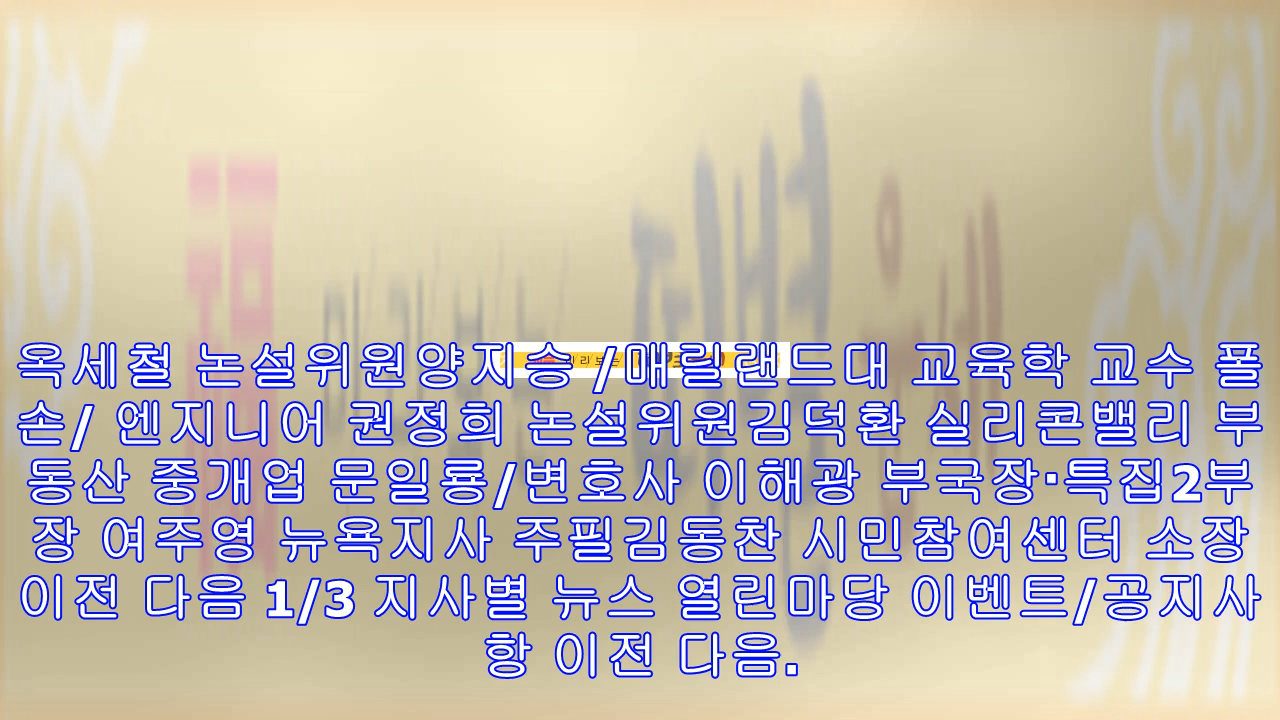 옥세철 논설위원양지승 /매릴랜드대 교육학 교수 폴
손/ 엔지니어 권정희 논설위원김덕환 실리콘밸리 부
동산 중개업 문일룡/변호사 이해광 부국장·특집2부
장 여주영 뉴욕지사 주필김동찬 시민참여센터 소장
이전 다음 1/3 지사별 뉴스 열린마당 이벤트/공지사
항 이전 다음.